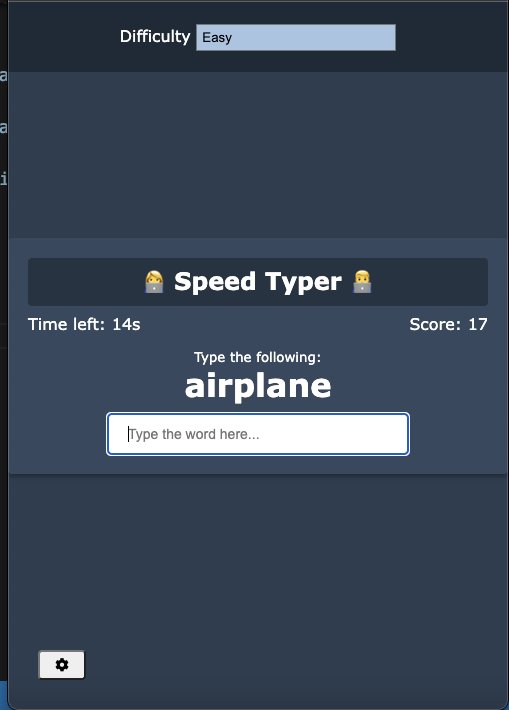 Difficulty Easy
a
a
i
Speed Typer
Time left: 14s Score: 17
Type the following:
airplane
Type the word here...